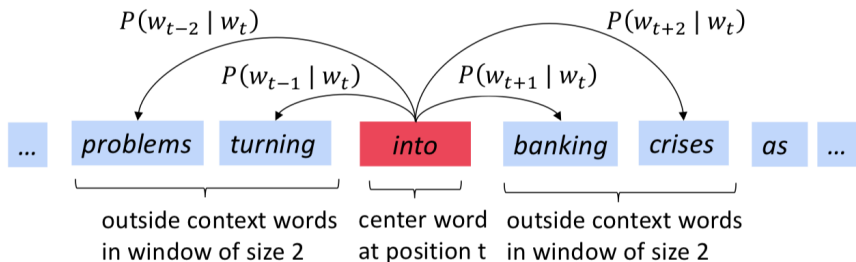 P(w_{t−2} | w_t) P(w_{t+2} | w_t)
P(w_{t−1} | w_t) P(w_{t+1} | w_t)
... problems turning into banking crises as ...
outside context words center word outside context words
in window of size 2 at position t in window of size 2